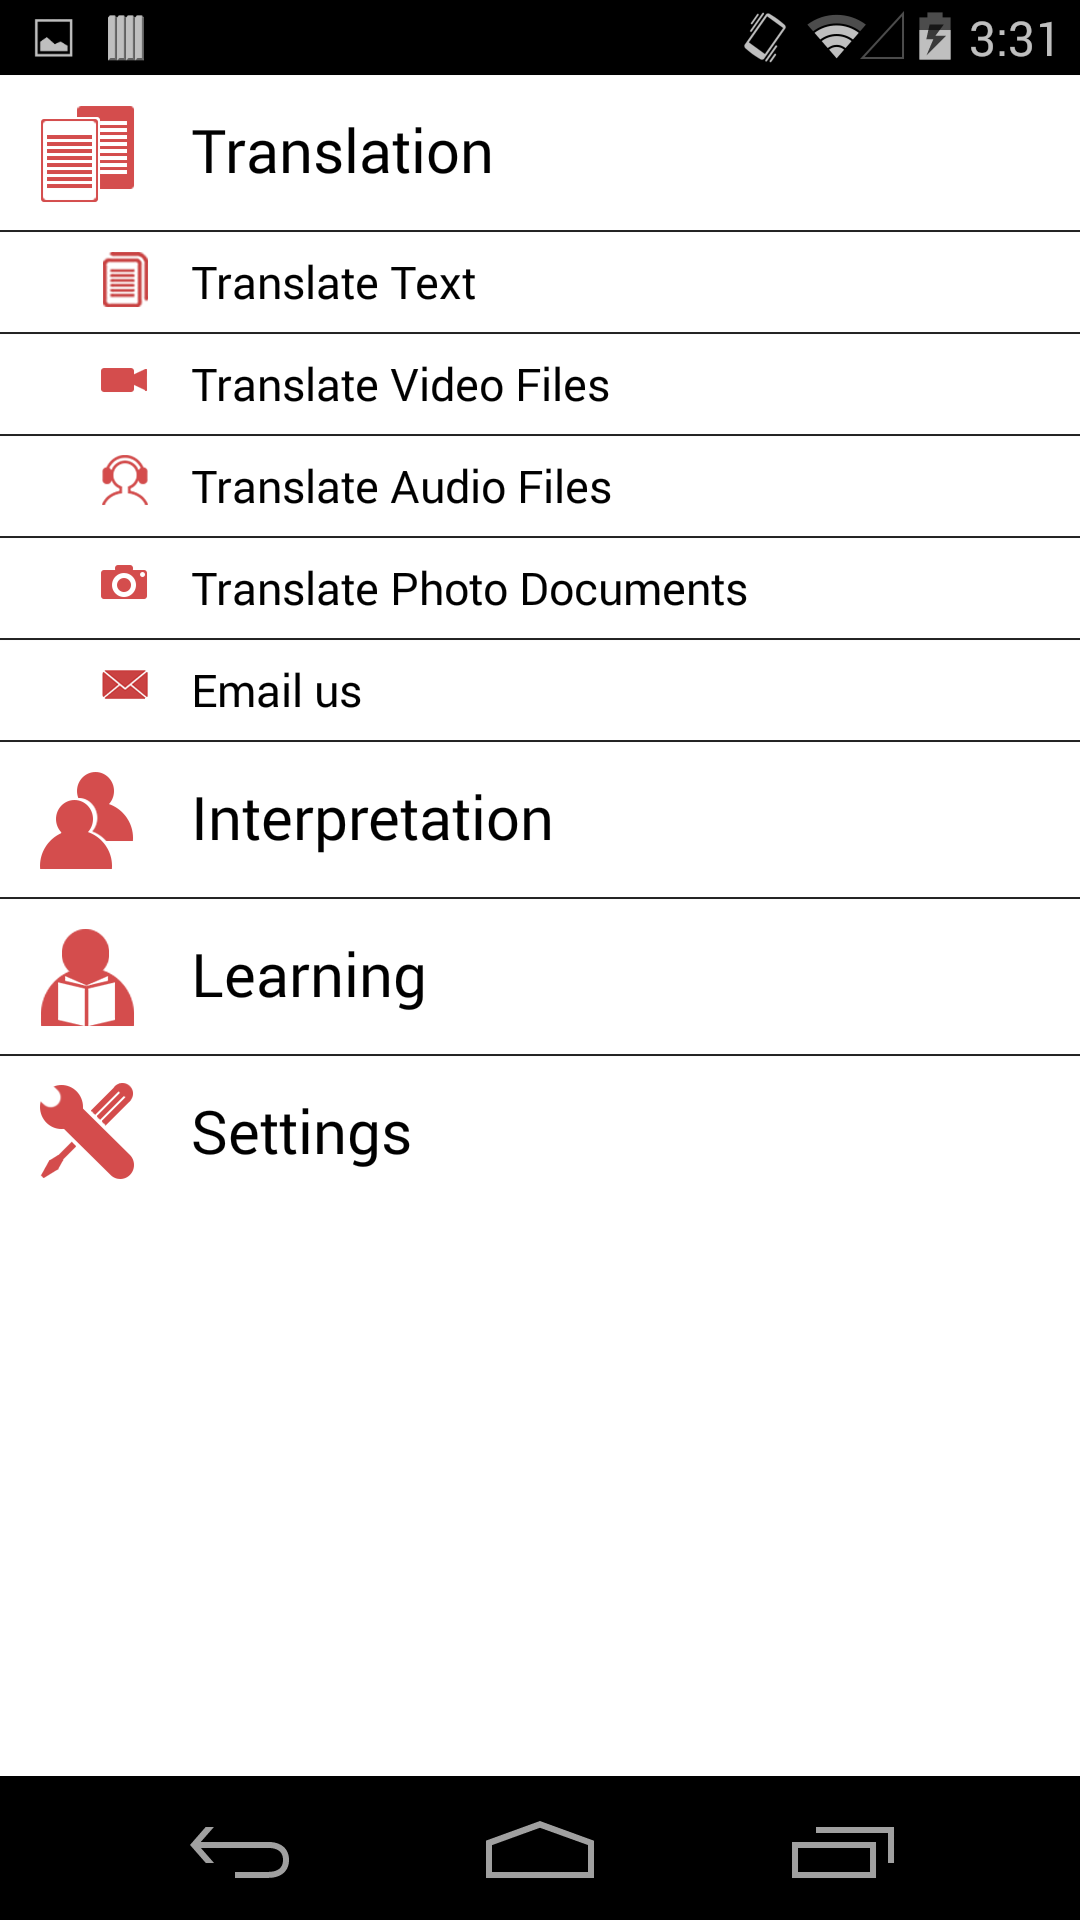 3:31
Translation
Translate Text
Translate Video Files
Translate Audio Files
Translate Photo Documents
Email us
Interpretation
Learning
Settings